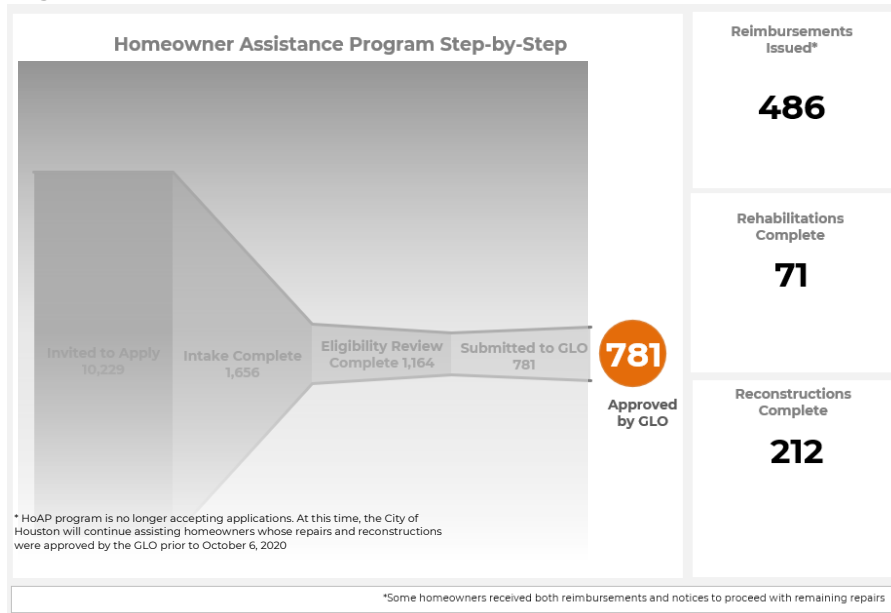 Homeowner Assistance Program Step-by-Step
Invited to Apply
10,229
Intake Complete
1,656
Eligibility Review
Complete 1,164
Submitted to GLO
781
781
Approved
by GLO
* HoAP program is no longer accepting applications. At this time, the City of
Houston will continue assisting homeowners whose repairs and reconstructions
were approved by the GLO prior to October 6, 2020
Reimbursements
Issued*
486
Rehabilitations
Complete
71
Reconstructions
Complete
212
*Some homeowners received both reimbursements and notices to proceed with remaining repairs